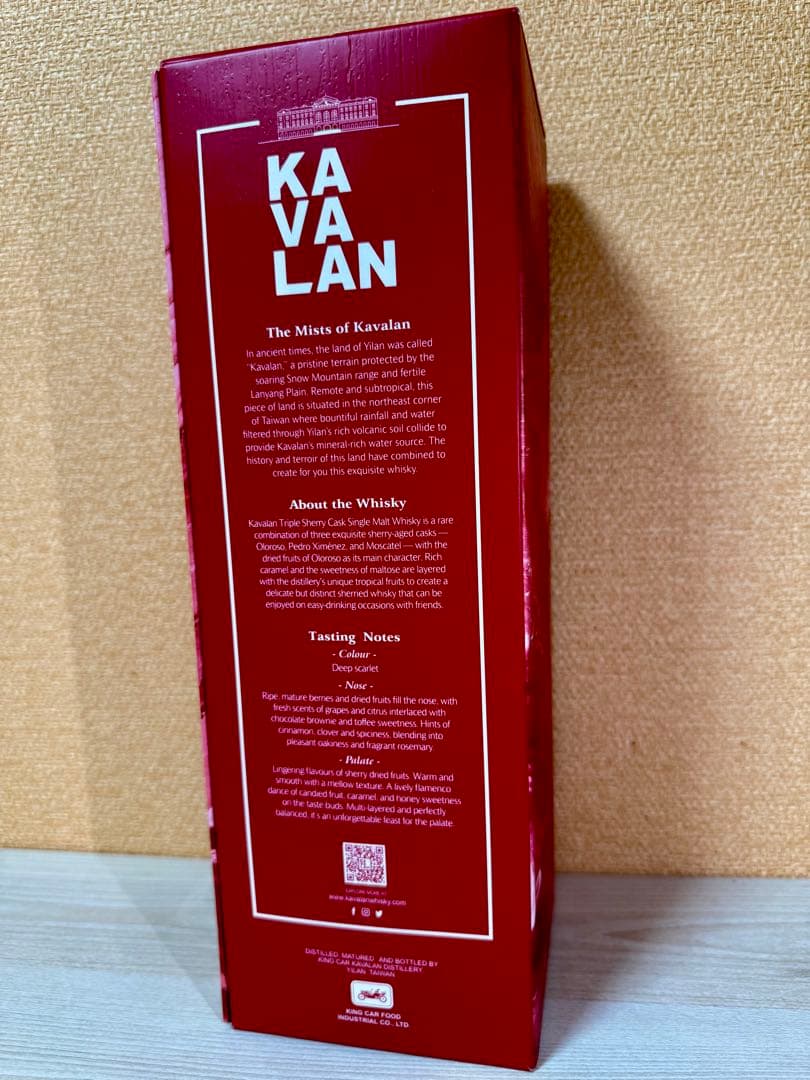 KA
VA
LAN
The Mists of Kavalan
In ancient times, the land of Yilan was called
"Kavalan," a pristine terrain protected by the
soaring Snow Mountain range and fertile
Lanyang Plain. Remote and subtropical, this
piece of land is situated in the northeast corner
of Taiwan where bountiful rainfall and water
filtered through Yilan's rich volcanic soil collide to
provide Kavalan's mineral-rich water source. The
history and terroir of this land have combined to
create for you this exquisite whisky.
About the Whisky
Kavalan Triple Sherry Cask Single Malt Whisky is a rare
combination of three exquisite sherry-aged casks —
Oloroso, Pedro Ximénez, and Moscatel — with the
dried fruits of Oloroso as its main character. Rich
caramel and the sweetness of maltose are layered
with the distillery's unique tropical fruits to create a
delicate but distinct sherried whisky that can be
enjoyed on easy-drinking occasions with friends.
Tasting Notes
- Colour -
Deep scarlet
- Nose -
Ripe, mature berries and dried fruits fill the nose, with
fresh scents of grapes and citrus interlaced with
chocolate brownie and toffee sweetness. Hints of
cinnamon, clover and spiciness, blending into
pleasant oakiness and fragrant rosemary.
- Palate -
Lingering flavours of sherry dried fruits. Warm and
smooth with a mellow texture. A lively flamenco
dance of candied fruit, caramel, and honey sweetness
on the taste buds. Multi-layered and perfectly
balanced, it's an unforgettable feast for the palate.
www.kavalanwhisky.com
DISTILLED, MATURED, AND BOTTLED BY
KING CAR KAVALAN DISTILLERY
YILAN, TAIWAN
KING CAR FOOD
INDUSTRIAL CO., LTD.